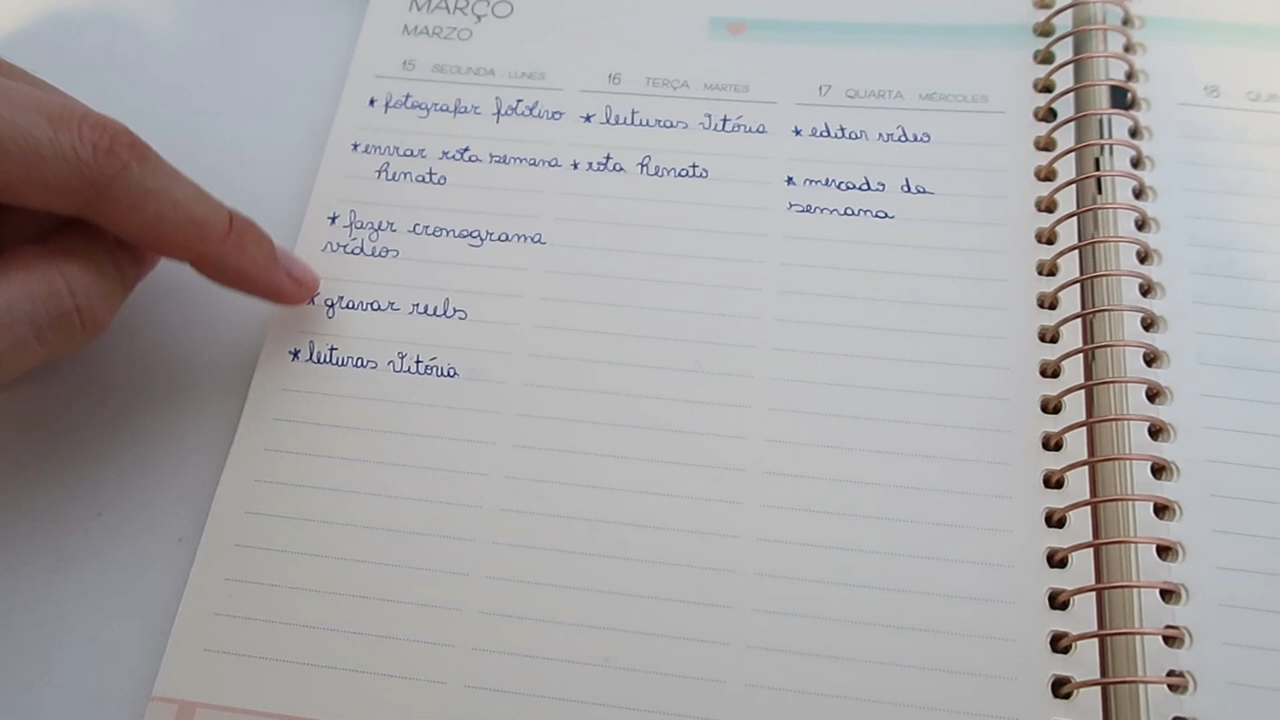 MARÇO
MARZO
15 SEGUNDA . LUNES
* fotografar fotolivro
* enviar rota semana
Renato
* fazer cronograma
vídeos
* gravar reels
* leituras Vitória
16 TERÇA . MARTES
* leituras Vitória
* rota Renato
17 QUARTA . MIÉRCOLES
* editar vídeo
* mercado da
semana
18